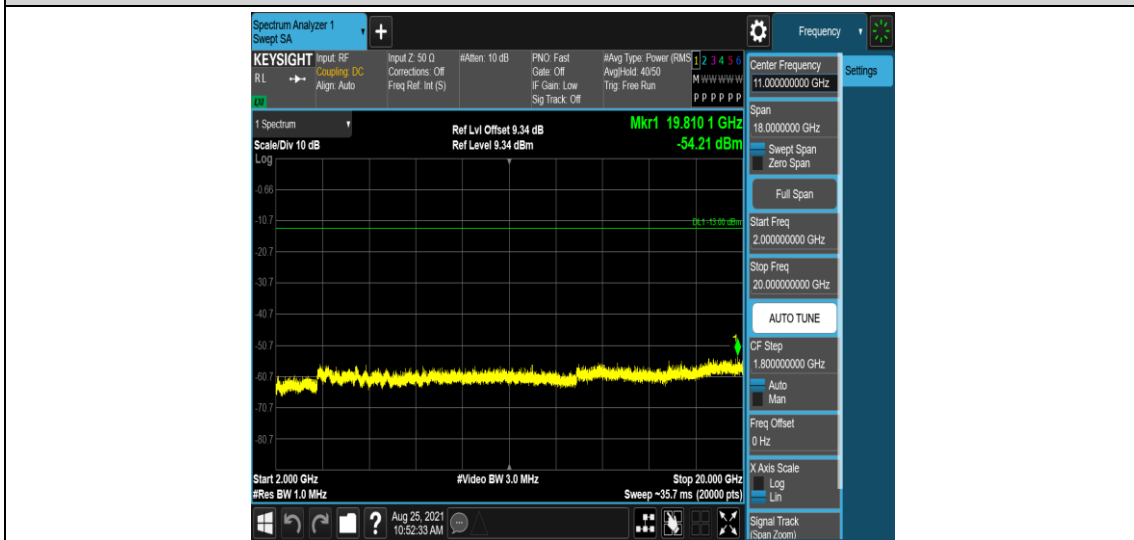 Spectrum Analyzer 1
Swept SA
+
Frequency
KEYSIGHT
RL
LXI
Input: RF
Coupling: DC
Align: Auto
Input Z: 50 Ω
Corrections: Off
Freq Ref: Int (S)
#Atten: 10 dB
PNO: Fast
Gate: Off
IF Gain: Low
Sig Track: Off
#Avg Type: Power (RMS
Avg|Hold: 40/50
Trig: Free Run
1 2 3 4 5 6
M W W W W W
P P P P P P
1 Spectrum
Scale/Div 10 dB
Log
Ref Lvl Offset 9.34 dB
Ref Level 9.34 dBm
Mkr1 19.810 1 GHz
-54.21 dBm
-0.66
-10.7
-20.7
-30.7
-40.7
-50.7
-60.7
-70.7
-80.7
DL1 -13.00 dBm
1
Start 2.000 GHz
#Res BW 1.0 MHz
#Video BW 3.0 MHz
Stop 20.000 GHz
Sweep ~35.7 ms (20000 pts)
Center Frequency
11.000000000 GHz
Settings
Span
18.0000000 GHz
Swept Span
Zero Span
Full Span
Start Freq
2.000000000 GHz
Stop Freq
20.000000000 GHz
AUTO TUNE
CF Step
1.800000000 GHz
Auto
Man
Freq Offset
0 Hz
X Axis Scale
Log
Lin
Signal Track
(Span Zoom)
?
Aug 25, 2021
10:52:33 AM